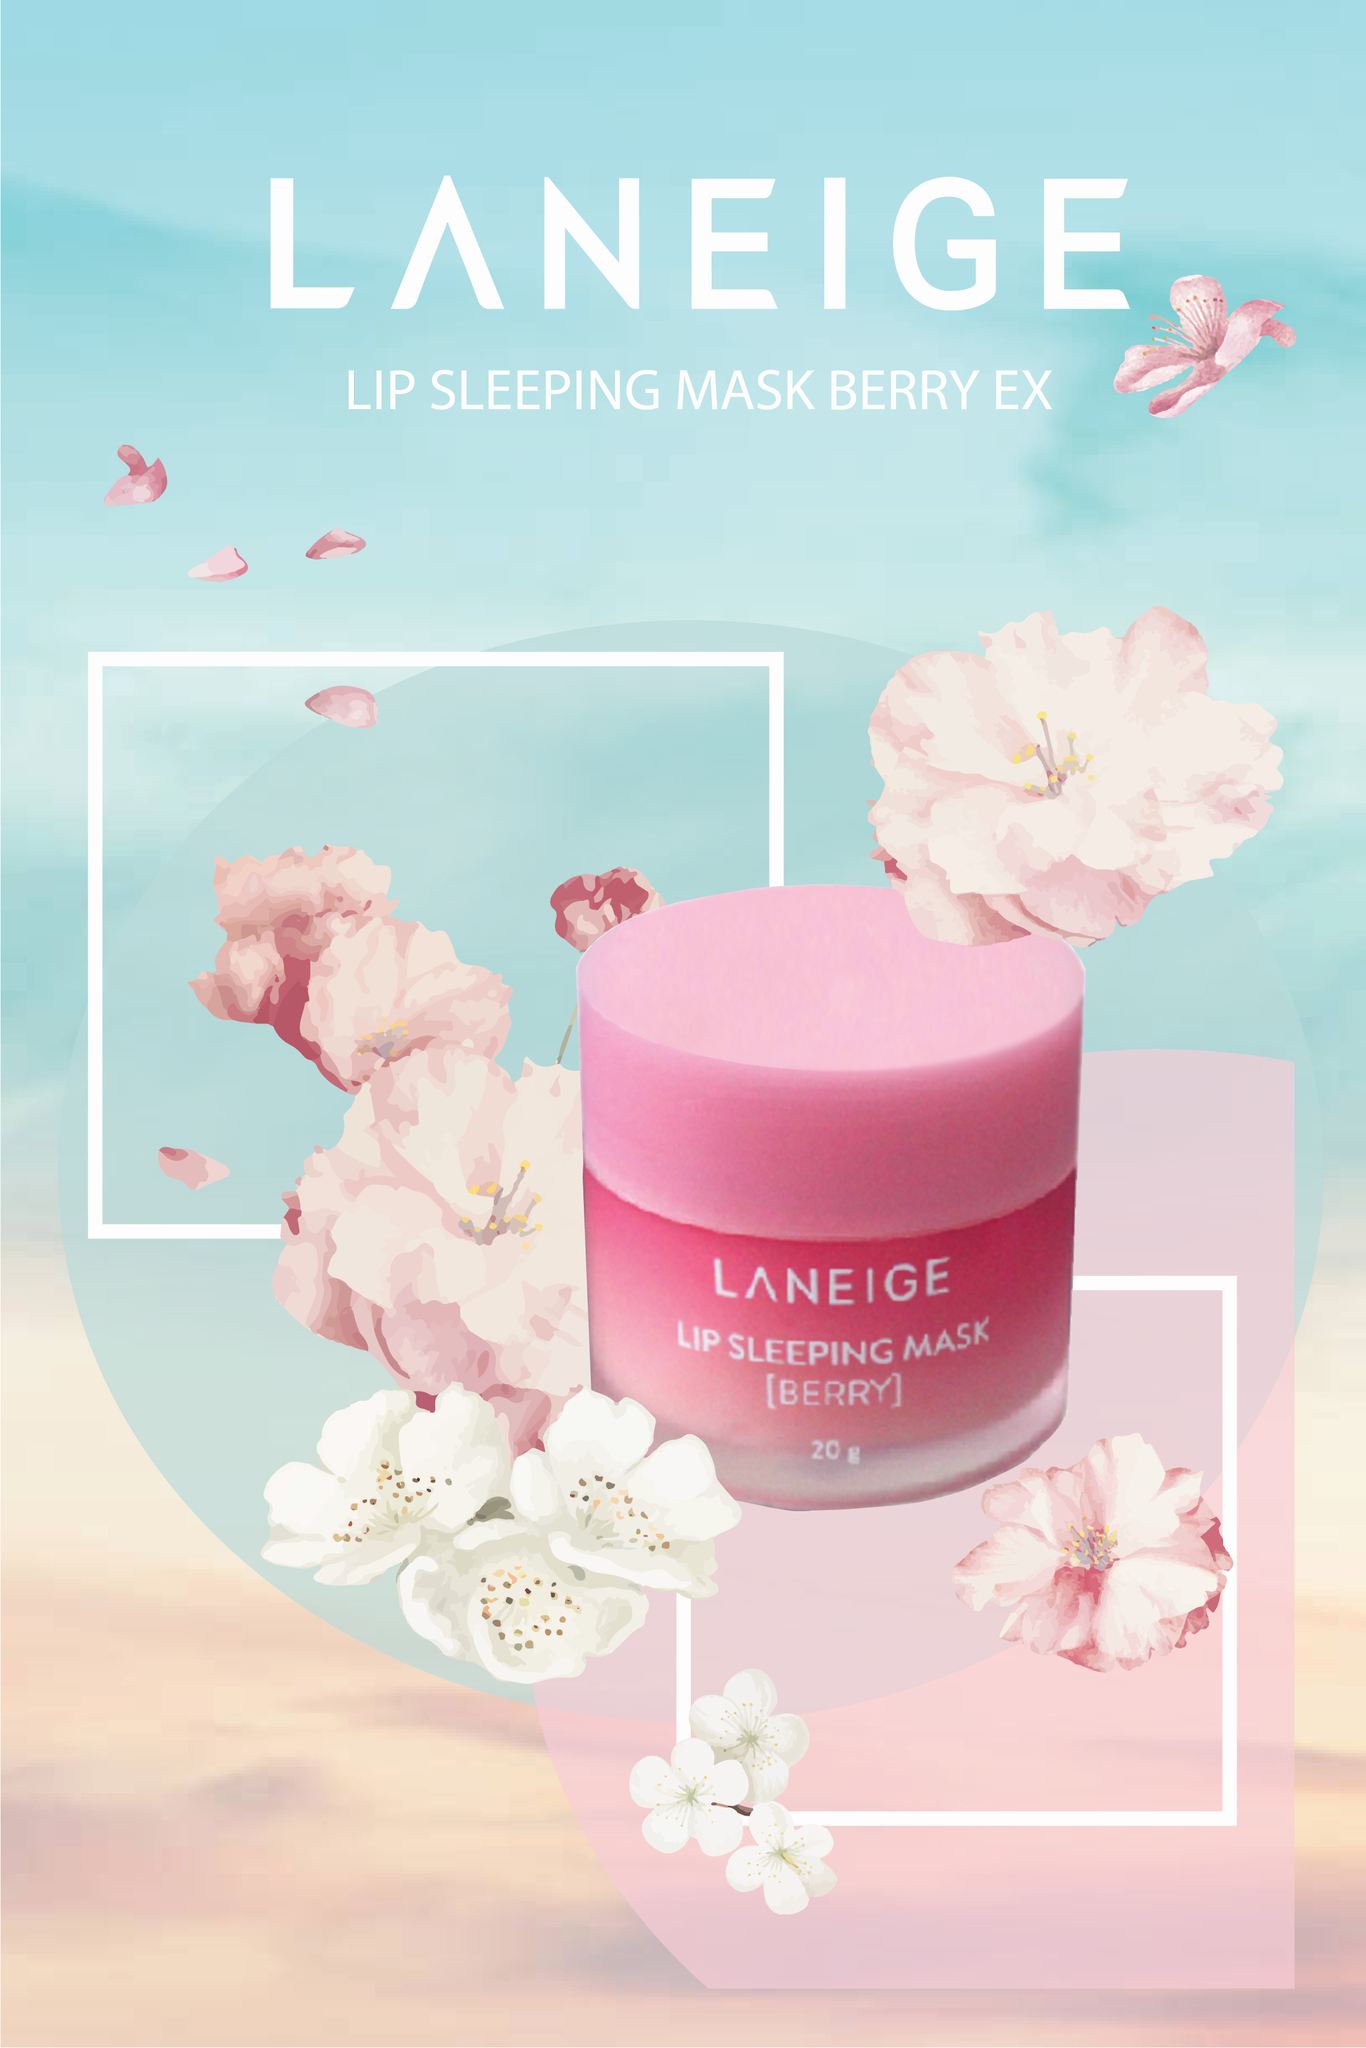 LANEIGE
LIP SLEEPING MASK BERRY EX
LANEIGE
LIP SLEEPING MASK
[BERRY]
20 g